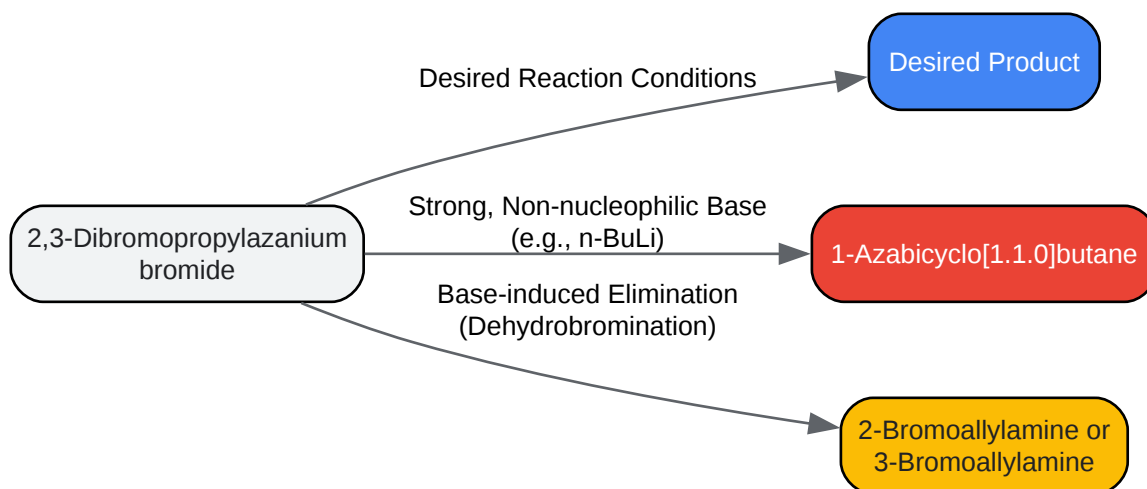 Desired Product
Desired Reaction Conditions
2,3-Dibromopropylazanium
bromide
Strong, Non-nucleophilic Base
(e.g., n-BuLi)
1-Azabicyclo[1.1.0]butane
Base-induced Elimination
(Dehydrobromination)
2-Bromoallylamine or
3-Bromoallylamine